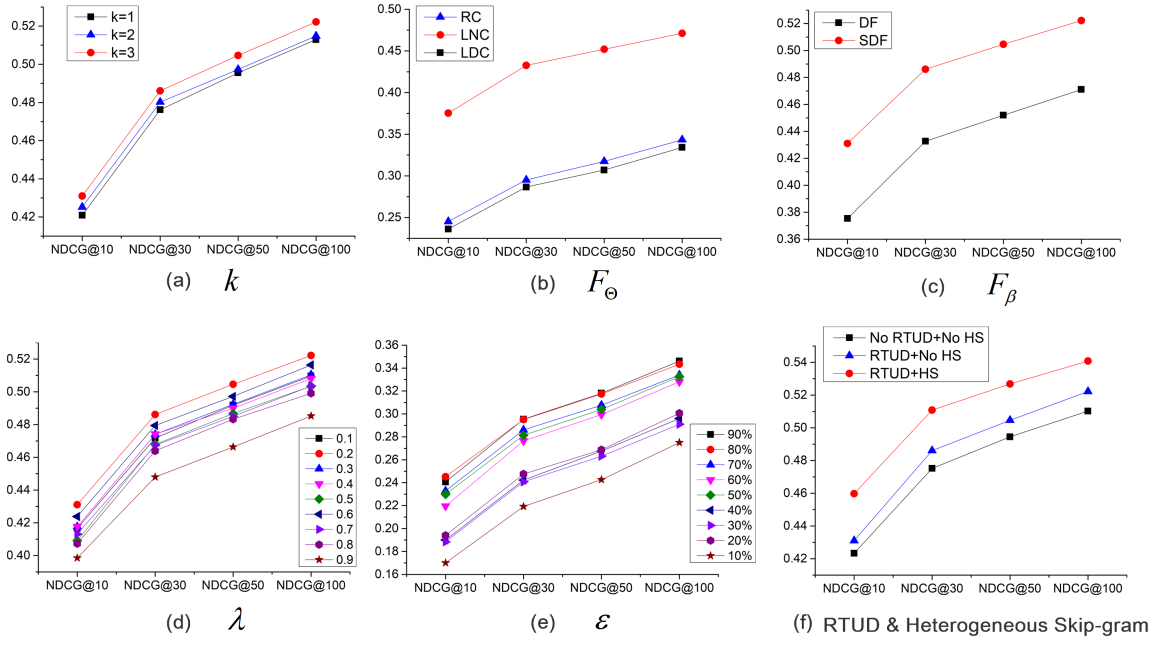 k=1
k=2
k=3
0.52
0.50
0.48
0.46
0.44
0.42
NDCG@10 NDCG@30 NDCG@50 NDCG@100
(a) k
RC
LNC
LDC
0.45
0.40
0.35
0.30
0.25
NDCG@10 NDCG@30 NDCG@50 NDCG@100
(b) F_Θ
DF
SDF
0.52
0.50
0.48
0.46
0.44
0.42
0.40
0.38
0.36
NDCG@10 NDCG@30 NDCG@50 NDCG@100
(c) F_β
0.52
0.50
0.48
0.46
0.44
0.42
0.40
0.1
0.2
0.3
0.4
0.5
0.6
0.7
0.8
0.9
NDCG@10 NDCG@30 NDCG@50 NDCG@100
(d) λ
0.36
0.34
0.32
0.30
0.28
0.26
0.24
0.22
0.20
0.18
0.16
90%
80%
70%
60%
50%
40%
30%
20%
10%
NDCG@10 NDCG@30 NDCG@50 NDCG@100
(e) ε
No RTUD+No HS
RTUD+No HS
RTUD+HS
0.54
0.52
0.50
0.48
0.46
0.44
0.42
NDCG@10 NDCG@30 NDCG@50 NDCG@100
(f) RTUD & Heterogeneous Skip-gram